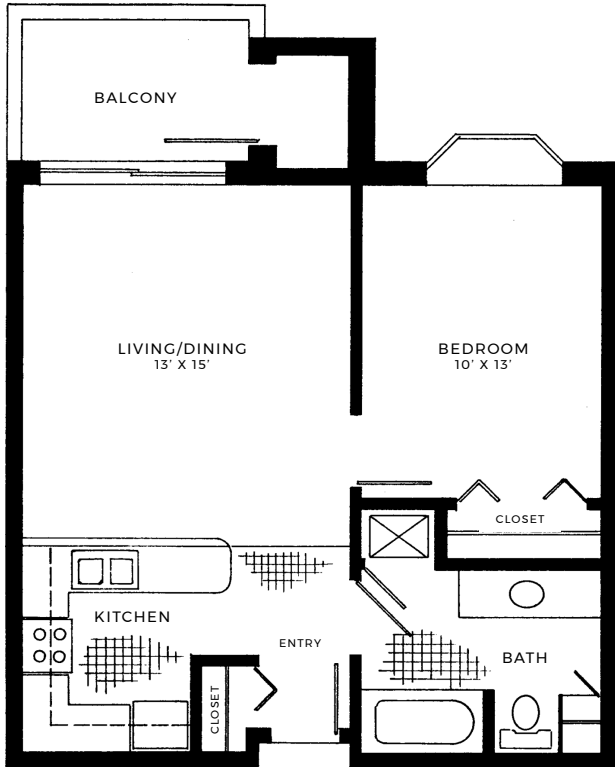 BALCONY
LIVING/DINING
13' X 15'
BEDROOM
10' X 13'
CLOSET
KITCHEN
ENTRY
BATH
CLOSET